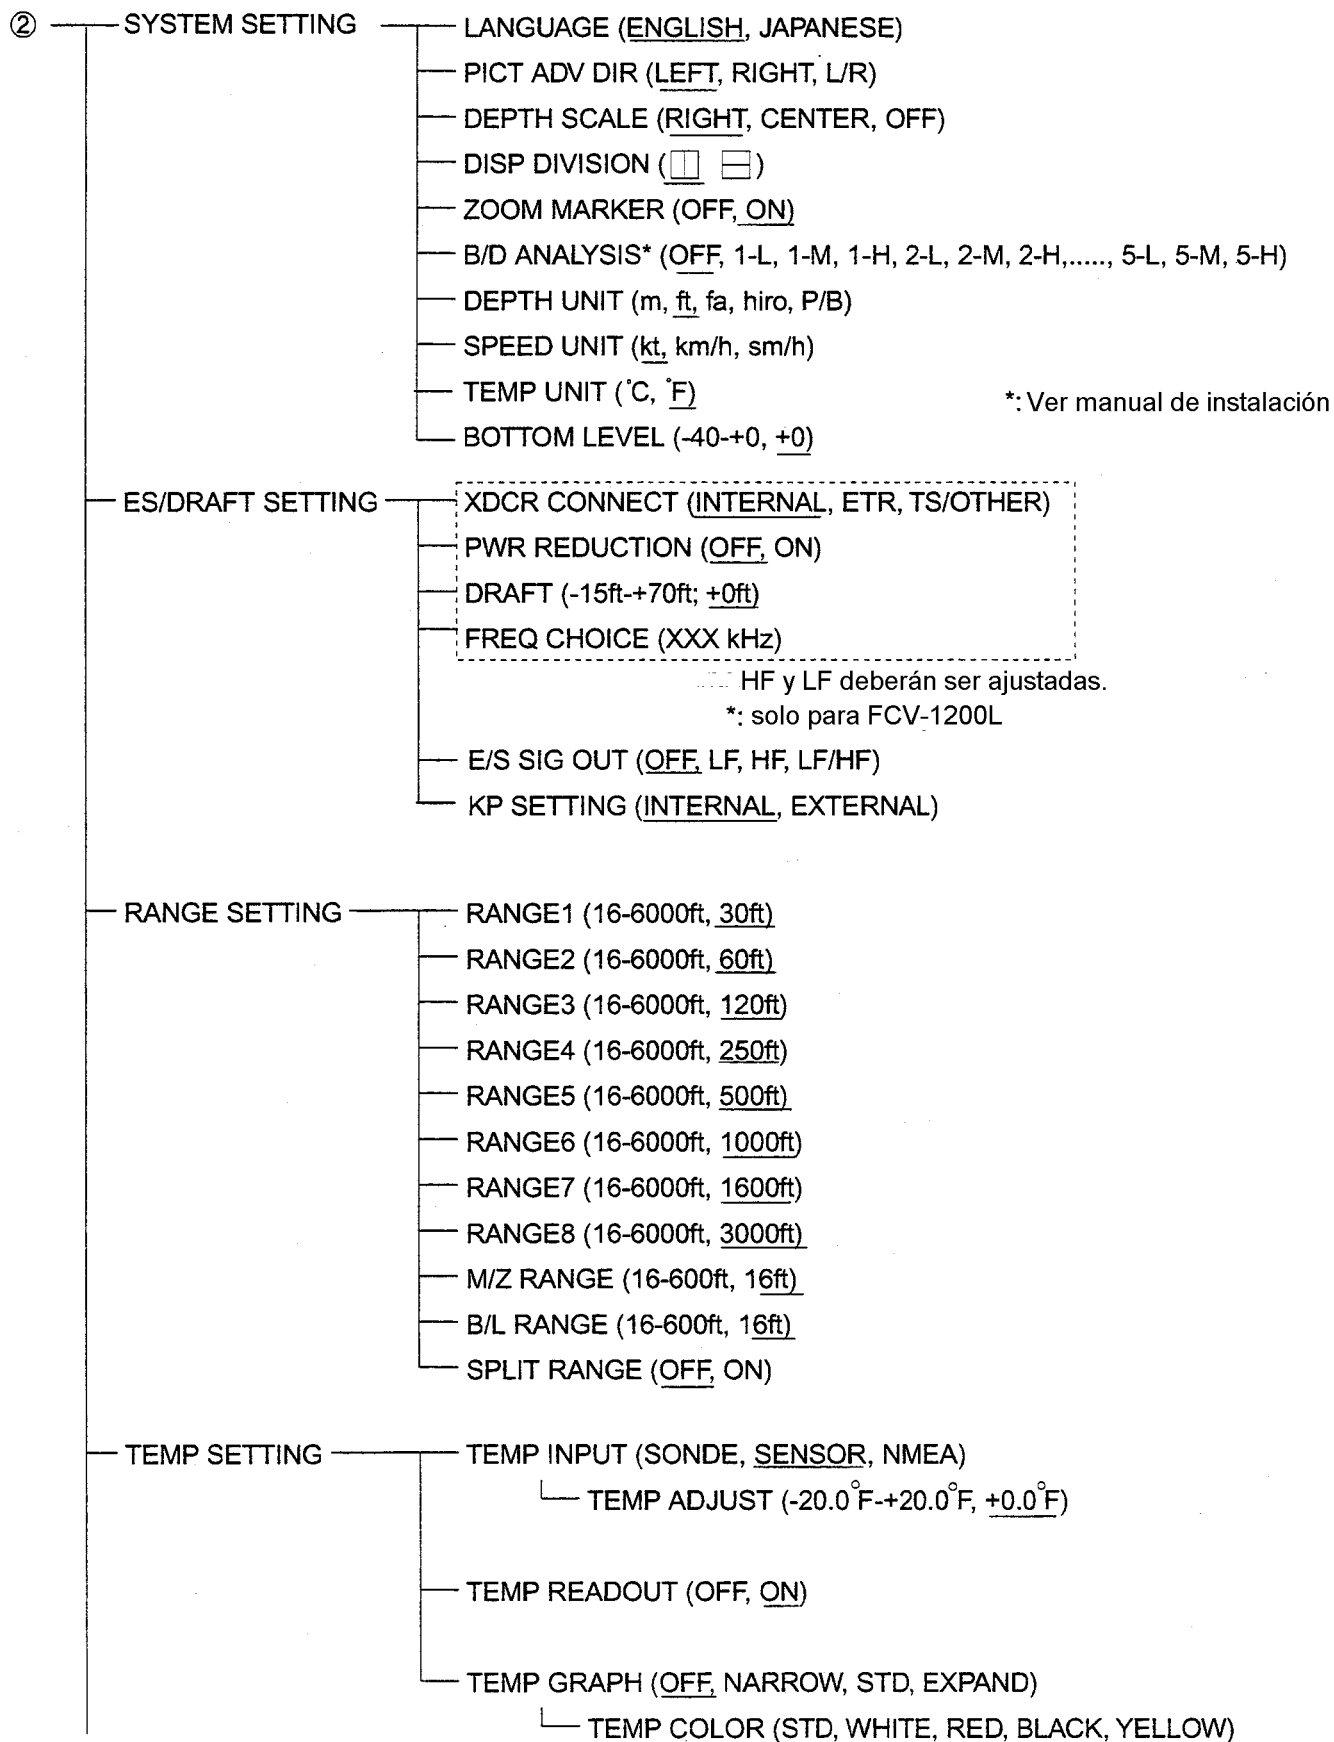 ② SYSTEM SETTING LANGUAGE (ENGLISH, JAPANESE)
PICT ADV DIR (LEFT, RIGHT, L/R)
DEPTH SCALE (RIGHT, CENTER, OFF)
DISP DIVISION ( )
ZOOM MARKER (OFF, ON)
B/D ANALYSIS* (OFF, 1-L, 1-M, 1-H, 2-L, 2-M, 2-H,....., 5-L, 5-M, 5-H)
DEPTH UNIT (m, ft, fa, hiro, P/B)
SPEED UNIT (kt, km/h, sm/h)
TEMP UNIT (°C, °F)
*: Ver manual de instalación
BOTTOM LEVEL (-40-+0, +0)
ES/DRAFT SETTING XDCR CONNECT (INTERNAL, ETR, TS/OTHER)
PWR REDUCTION (OFF, ON)
DRAFT (-15ft-+70ft; +0ft)
FREQ CHOICE (XXX kHz)
HF y LF deberán ser ajustadas.
*: solo para FCV-1200L
E/S SIG OUT (OFF, LF, HF, LF/HF)
KP SETTING (INTERNAL, EXTERNAL)
RANGE SETTING RANGE1 (16-6000ft, 30ft)
RANGE2 (16-6000ft, 60ft)
RANGE3 (16-6000ft, 120ft)
RANGE4 (16-6000ft, 250ft)
RANGE5 (16-6000ft, 500ft)
RANGE6 (16-6000ft, 1000ft)
RANGE7 (16-6000ft, 1600ft)
RANGE8 (16-6000ft, 3000ft)
M/Z RANGE (16-600ft, 16ft)
B/L RANGE (16-600ft, 16ft)
SPLIT RANGE (OFF, ON)
TEMP SETTING TEMP INPUT (SONDE, SENSOR, NMEA)
TEMP ADJUST (-20.0°F-+20.0°F, +0.0°F)
TEMP READOUT (OFF, ON)
TEMP GRAPH (OFF, NARROW, STD, EXPAND)
TEMP COLOR (STD, WHITE, RED, BLACK, YELLOW)